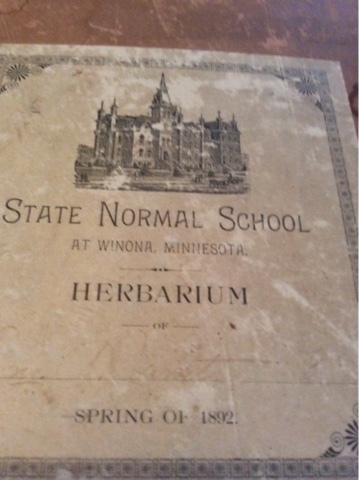 STATE NORMAL SCHOOL
AT WINONA, MINNESOTA.
HERBARIUM
OF
SPRING OF 1892.